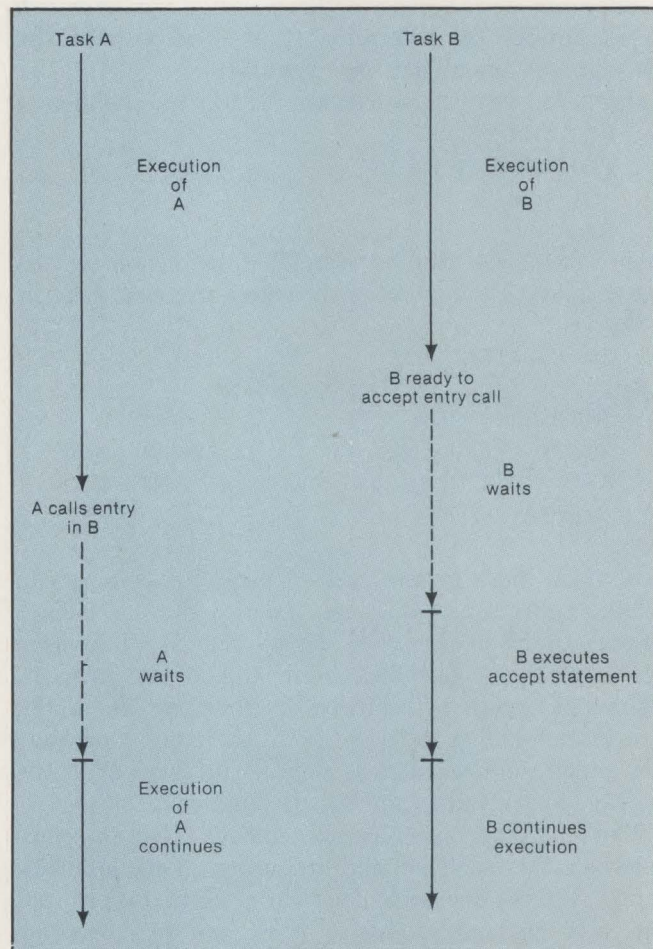 Task A
Task B
Execution
of
A
Execution
of
B
B ready to
accept entry call
B
waits
A calls entry
in B
A
waits
B executes
accept statement
Execution
of
A
continues
B continues
execution